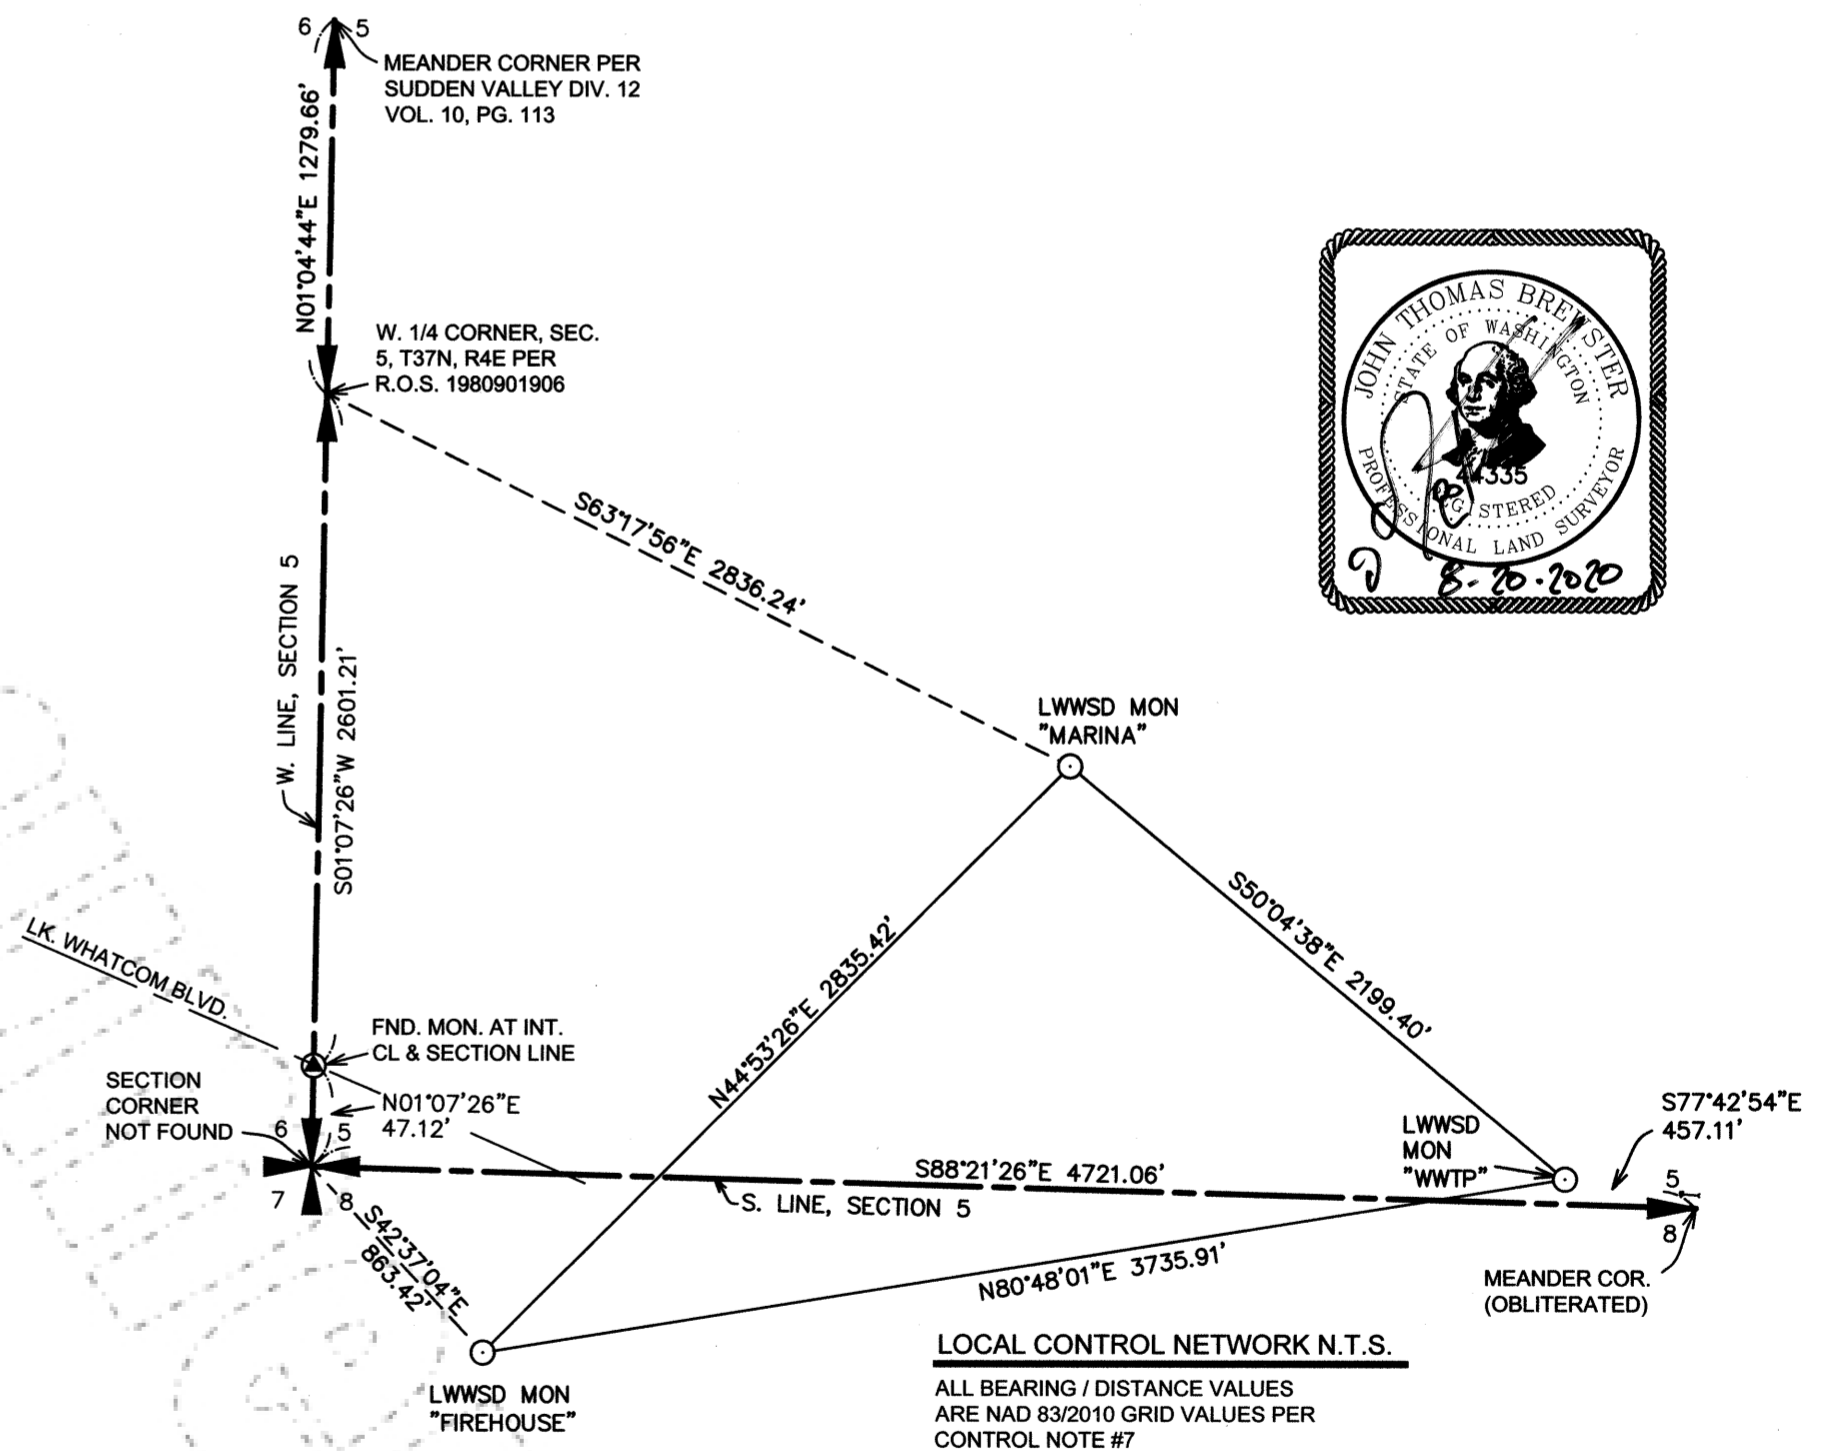 6 5
MEANDER CORNER PER
SUDDEN VALLEY DIV. 12
VOL. 10, PG. 113
N01°04'44"E 1279.66'
W. 1/4 CORNER, SEC.
5, T37N, R4E PER
R.O.S. 1980901906
JOHN THOMAS BREWSTER
STATE OF WASHINGTON
44335
REGISTERED
PROFESSIONAL LAND SURVEYOR
8-20-2020
S63°17'56"E 2836.24'
W. LINE, SECTION 5
S01°07'26"W 2601.21'
LWWSD MON
"MARINA"
S50°04'38"E 2199.40'
N44°53'26"E 2835.42'
LK. WHATCOM BLVD.
FND. MON. AT INT.
CL & SECTION LINE
SECTION
CORNER
NOT FOUND
N01°07'26"E
47.12'
6 5
7 8
S88°21'26"E 4721.06'
S. LINE, SECTION 5
LWWSD
MON
"WWTP"
S77°42'54"E
457.11'
5
8
MEANDER COR.
(OBLITERATED)
S42°37'04"E
863.42'
N80°48'01"E 3735.91'
LWWSD MON
"FIREHOUSE"
LOCAL CONTROL NETWORK N.T.S.
ALL BEARING / DISTANCE VALUES
ARE NAD 83/2010 GRID VALUES PER
CONTROL NOTE #7